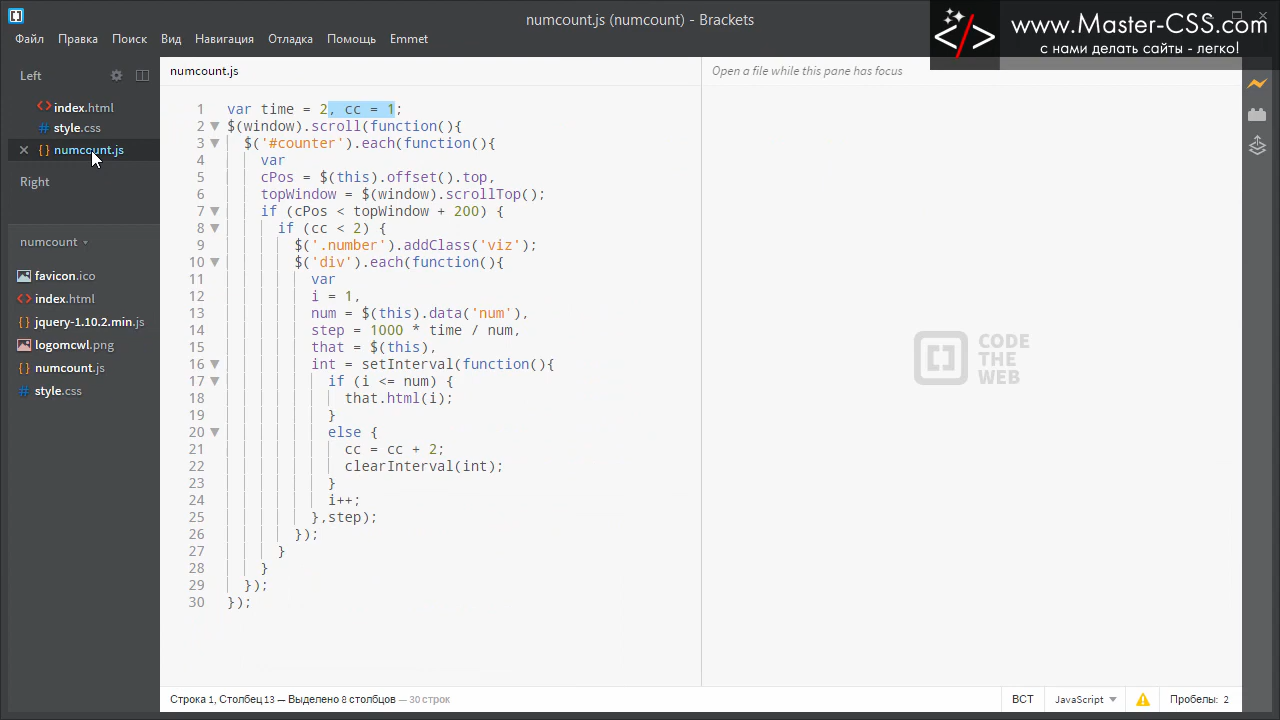 numcount.js (numcount) - Brackets
www.Master-CSS.com
с нами делать сайты - легко!
Файл Правка Поиск Вид Навигация Отладка Помощь Emmet
Left
index.html
style.css
numcount.js
Right
numcount
favicon.ico
index.html
jquery-1.10.2.min.js
logomcwl.png
numcount.js
style.css
numcount.js
Open a file while this pane has focus
1 var time = 2, cc = 1;
2 $(window).scroll(function(){
3 $('#counter').each(function(){
4 var
5 cPos = $(this).offset().top,
6 topWindow = $(window).scrollTop();
7 if (cPos < topWindow + 200) {
8 if (cc < 2) {
9 $('.number').addClass('viz');
10 $('div').each(function(){
11 var
12 i = 1,
13 num = $(this).data('num'),
14 step = 1000 * time / num,
15 that = $(this),
16 int = setInterval(function(){
17 if (i <= num) {
18 that.html(i);
19 }
20 else {
21 cc = cc + 2;
22 clearInterval(int);
23 }
24 i++;
25 },step);
26 });
27 }
28 }
29 });
30 });
CODE
THE
WEB
Строка 1, Столбец 13 — Выделено 8 столбцов — 30 строк
ВСТ JavaScript Пробелы: 2